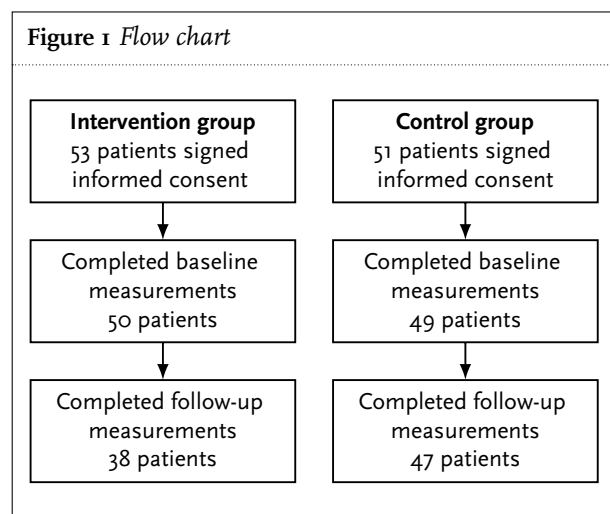 Figure 1 Flow chart
Intervention group
53 patients signed
informed consent
Completed baseline
measurements
50 patients
Completed follow-up
measurements
38 patients
Control group
51 patients signed
informed consent
Completed baseline
measurements
49 patients
Completed follow-up
measurements
47 patients